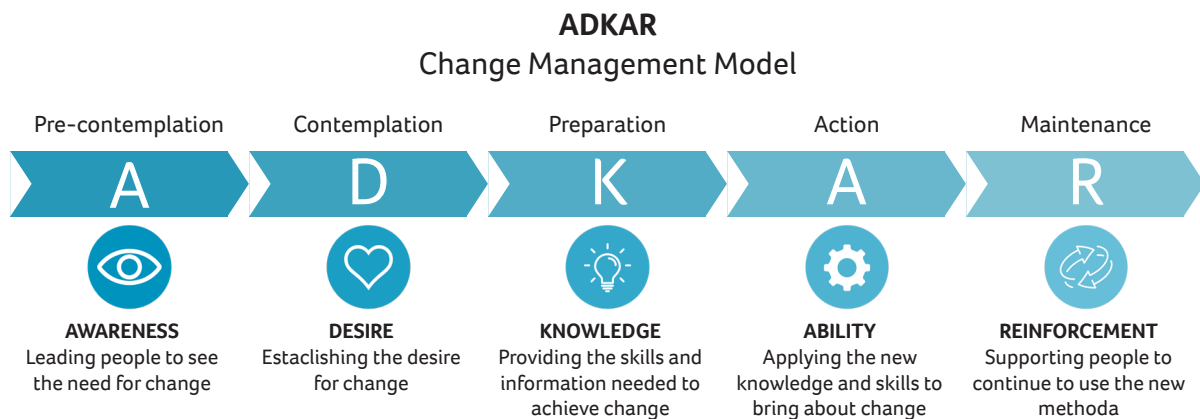 ADKAR
Change Management Model
Pre-contemplation
Contemplation
Preparation
Action
Maintenance
A
D
K
A
R
AWARENESS
Leading people to see
the need for change
DESIRE
Estaclishing the desire
for change
KNOWLEDGE
Providing the skills and
information needed to
achieve change
ABILITY
Applying the new
knowledge and skills to
bring about change
REINFORCEMENT
Supporting people to
continue to use the new
methoda